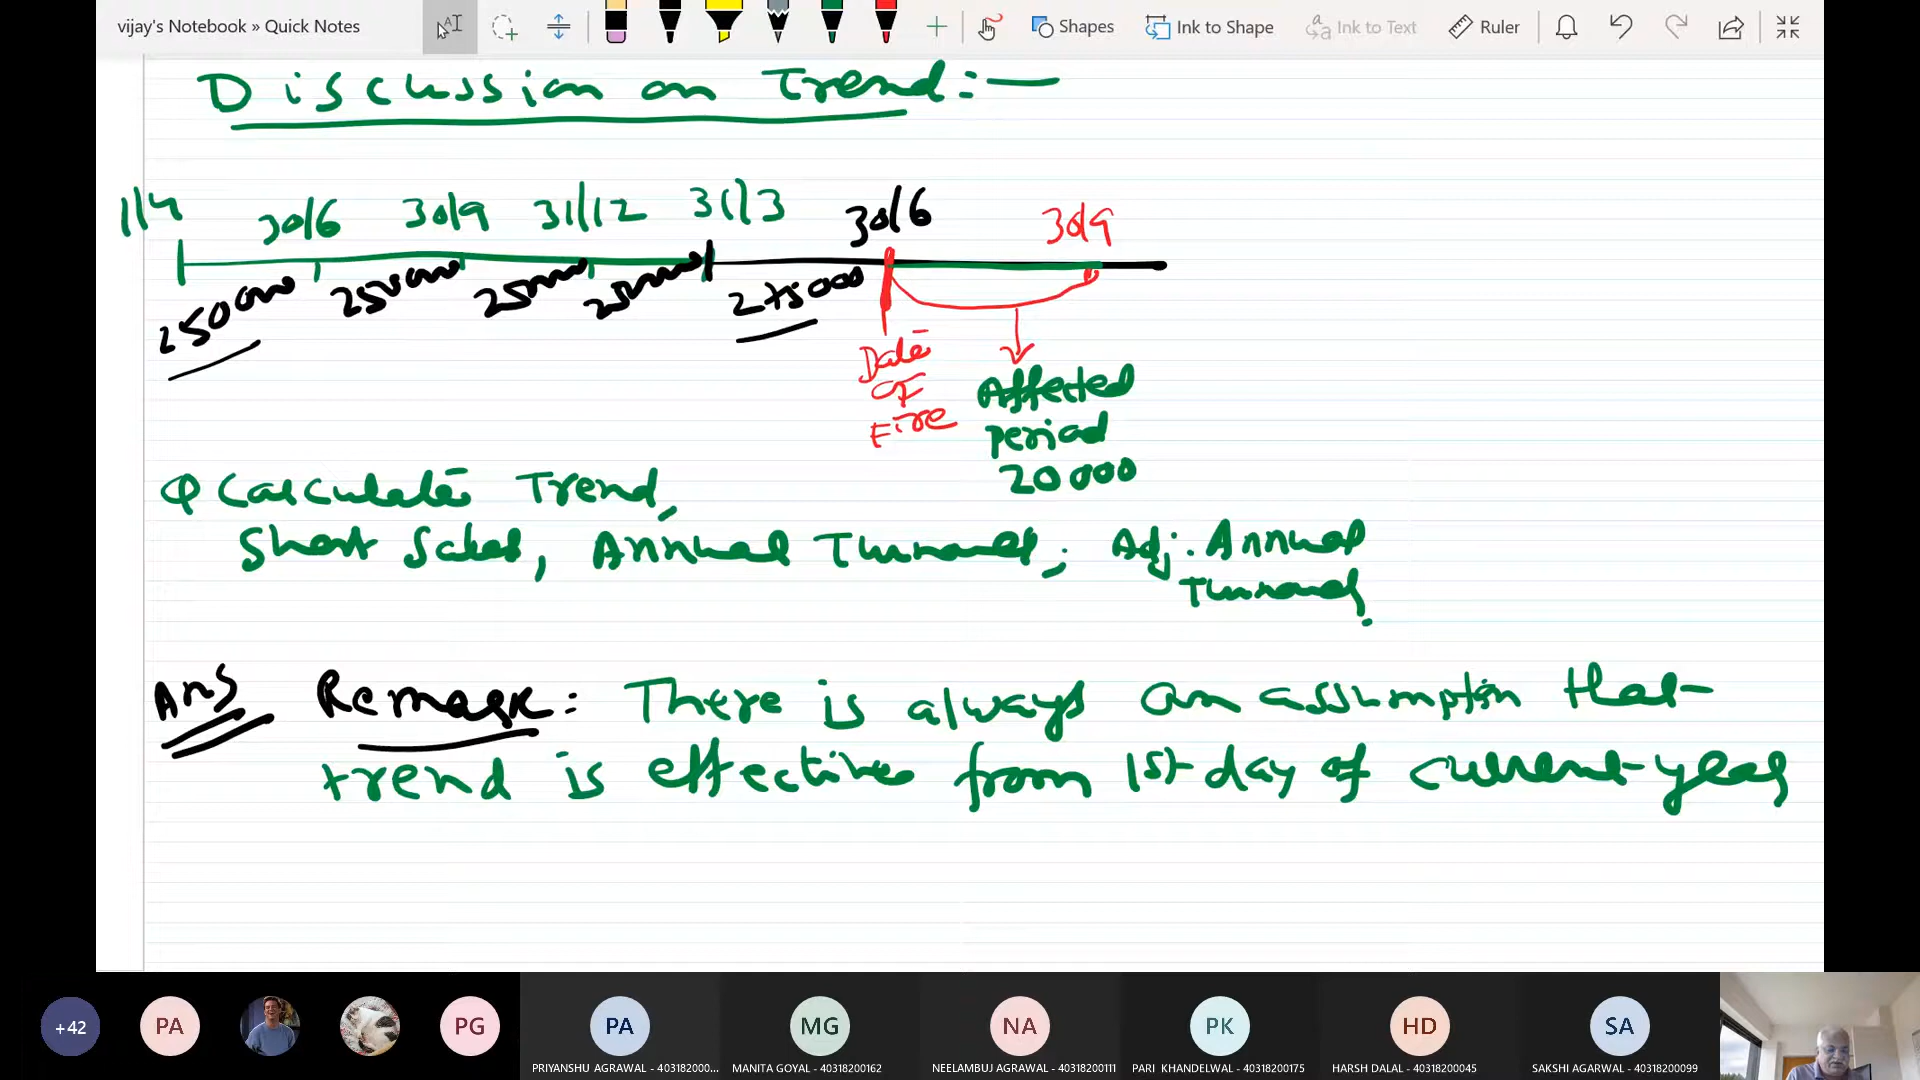 vijay's Notebook » Quick Notes
Shapes
Ink to Shape
Ink to Text
Ruler
Discussion on Trend:—
1/4 30/6 30/9 31/12 31/3 30/6 30/9
250000 250000 250000 250000 275000
Date
of
Fire
Affected
period
20000
Q Calculate Trend,
Short Sales, Annual Turnover, Adj. Annual
Turnover.
Ans Remark: There is always an assumption that
trend is effective from 1st day of current year
+42
PA
PG
PA
MG
NA
PK
HD
SA
PRIYANSHU AGRAWAL - 403182000...
MANITA GOYAL - 40318200162
NEELAMBUJ AGRAWAL - 403182001​11
PARI KHANDELWAL - 40318200175
HARSH DALAL - 40318200045
SAKSHI AGARWAL - 40318200099